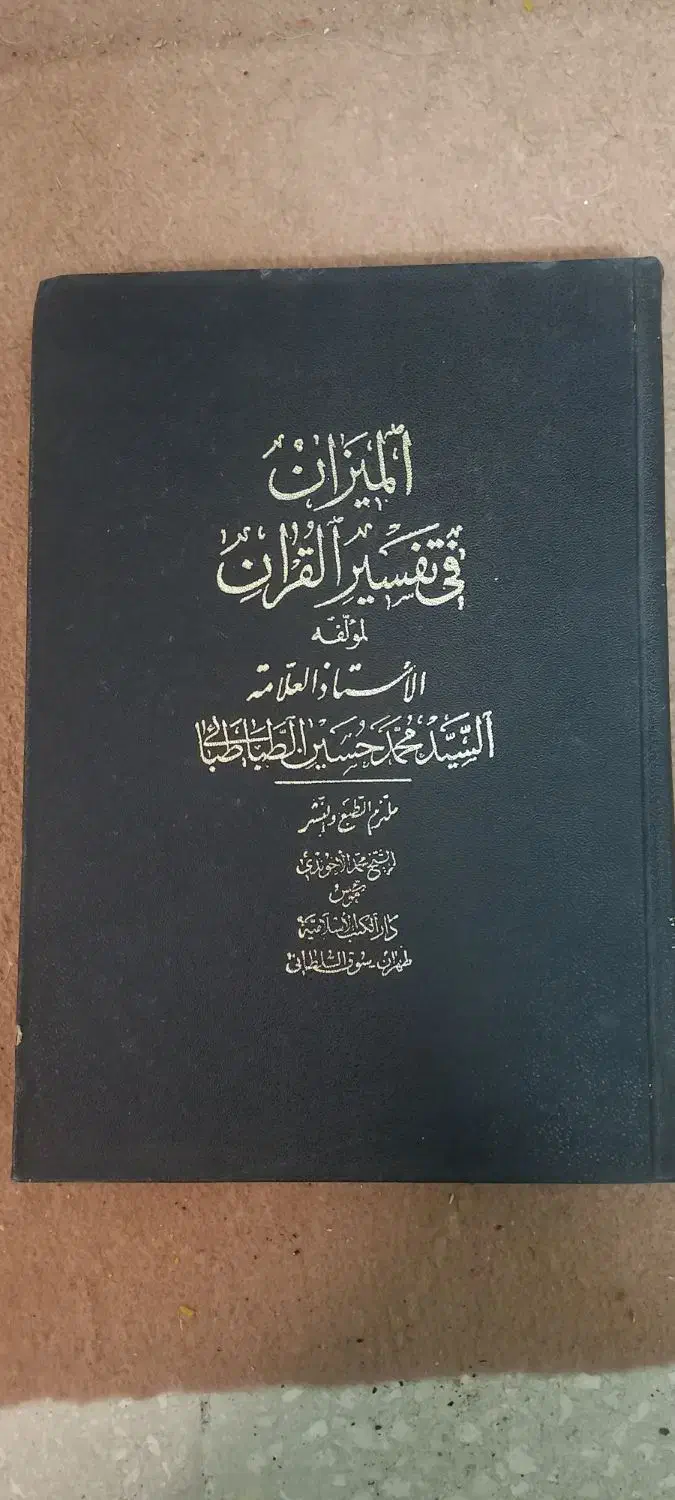 الميزان
في تفسير القرآن
لمؤلفه
الأستاذ العلامة
السيد محمد حسين الطباطبائي
ملتزم الطبع والنشر
الشيخ محمد الآخوندي
مؤسس
دار الكتب الإسلامية
طهران سوق السلطاني